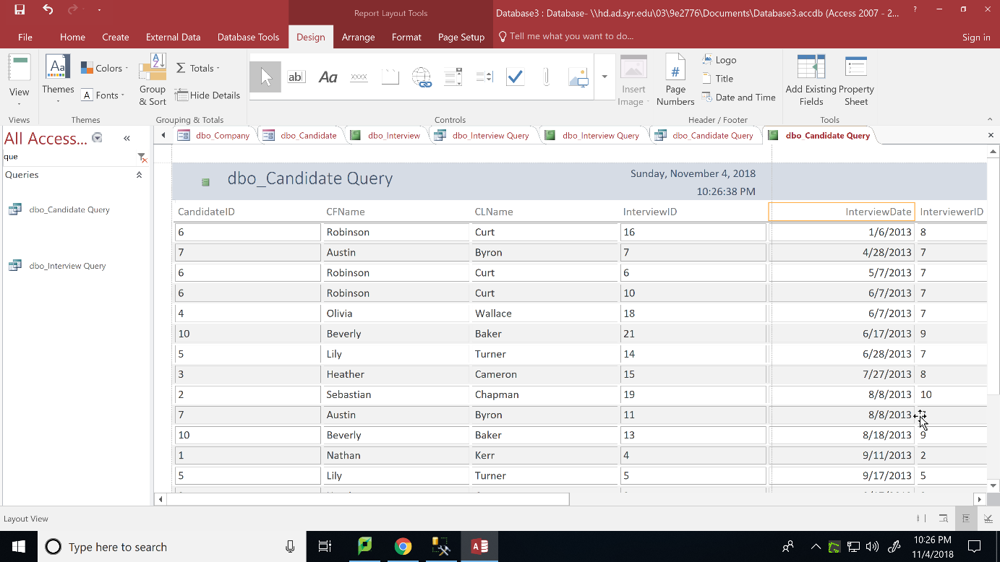 Report Layout Tools
Database3 : Database- \\hd.ad.syr.edu\03\9e2776\Documents\Database3.accdb (Access 2007 - 2...
?
File Home Create External Data Database Tools Design Arrange Format Page Setup Tell me what you want to do... Sign in
View
Views
Aa
Themes
Colors
A Fonts
Themes
Group & Sort
Totals
Hide Details
Grouping & Totals
ab
Aa
xxxx
Controls
Insert Image
#
Page Numbers
Logo
Title
Date and Time
Header / Footer
Add Existing Fields
Property Sheet
Tools
All Access...
que
Queries
dbo_Candidate Query
dbo_Interview Query
dbo_Company dbo_Candidate dbo_Interview dbo_Interview Query dbo_Interview Query dbo_Candidate Query dbo_Candidate Query
dbo_Candidate Query
Sunday, November 4, 2018
10:26:38 PM
CandidateID CFName CLName InterviewID InterviewDate InterviewerID
6 Robinson Curt 16 1/6/2013 8
7 Austin Byron 7 4/28/2013 7
6 Robinson Curt 6 5/7/2013 7
6 Robinson Curt 10 6/7/2013 7
4 Olivia Wallace 18 6/7/2013 7
10 Beverly Baker 21 6/17/2013 9
5 Lily Turner 14 6/28/2013 7
3 Heather Cameron 15 7/27/2013 8
2 Sebastian Chapman 19 8/8/2013 10
7 Austin Byron 11 8/8/2013
10 Beverly Baker 13 8/18/2013 9
1 Nathan Kerr 4 9/11/2013 2
5 Lily Turner 5 9/17/2013 5
Layout View
Type here to search
10:26 PM
11/4/2018